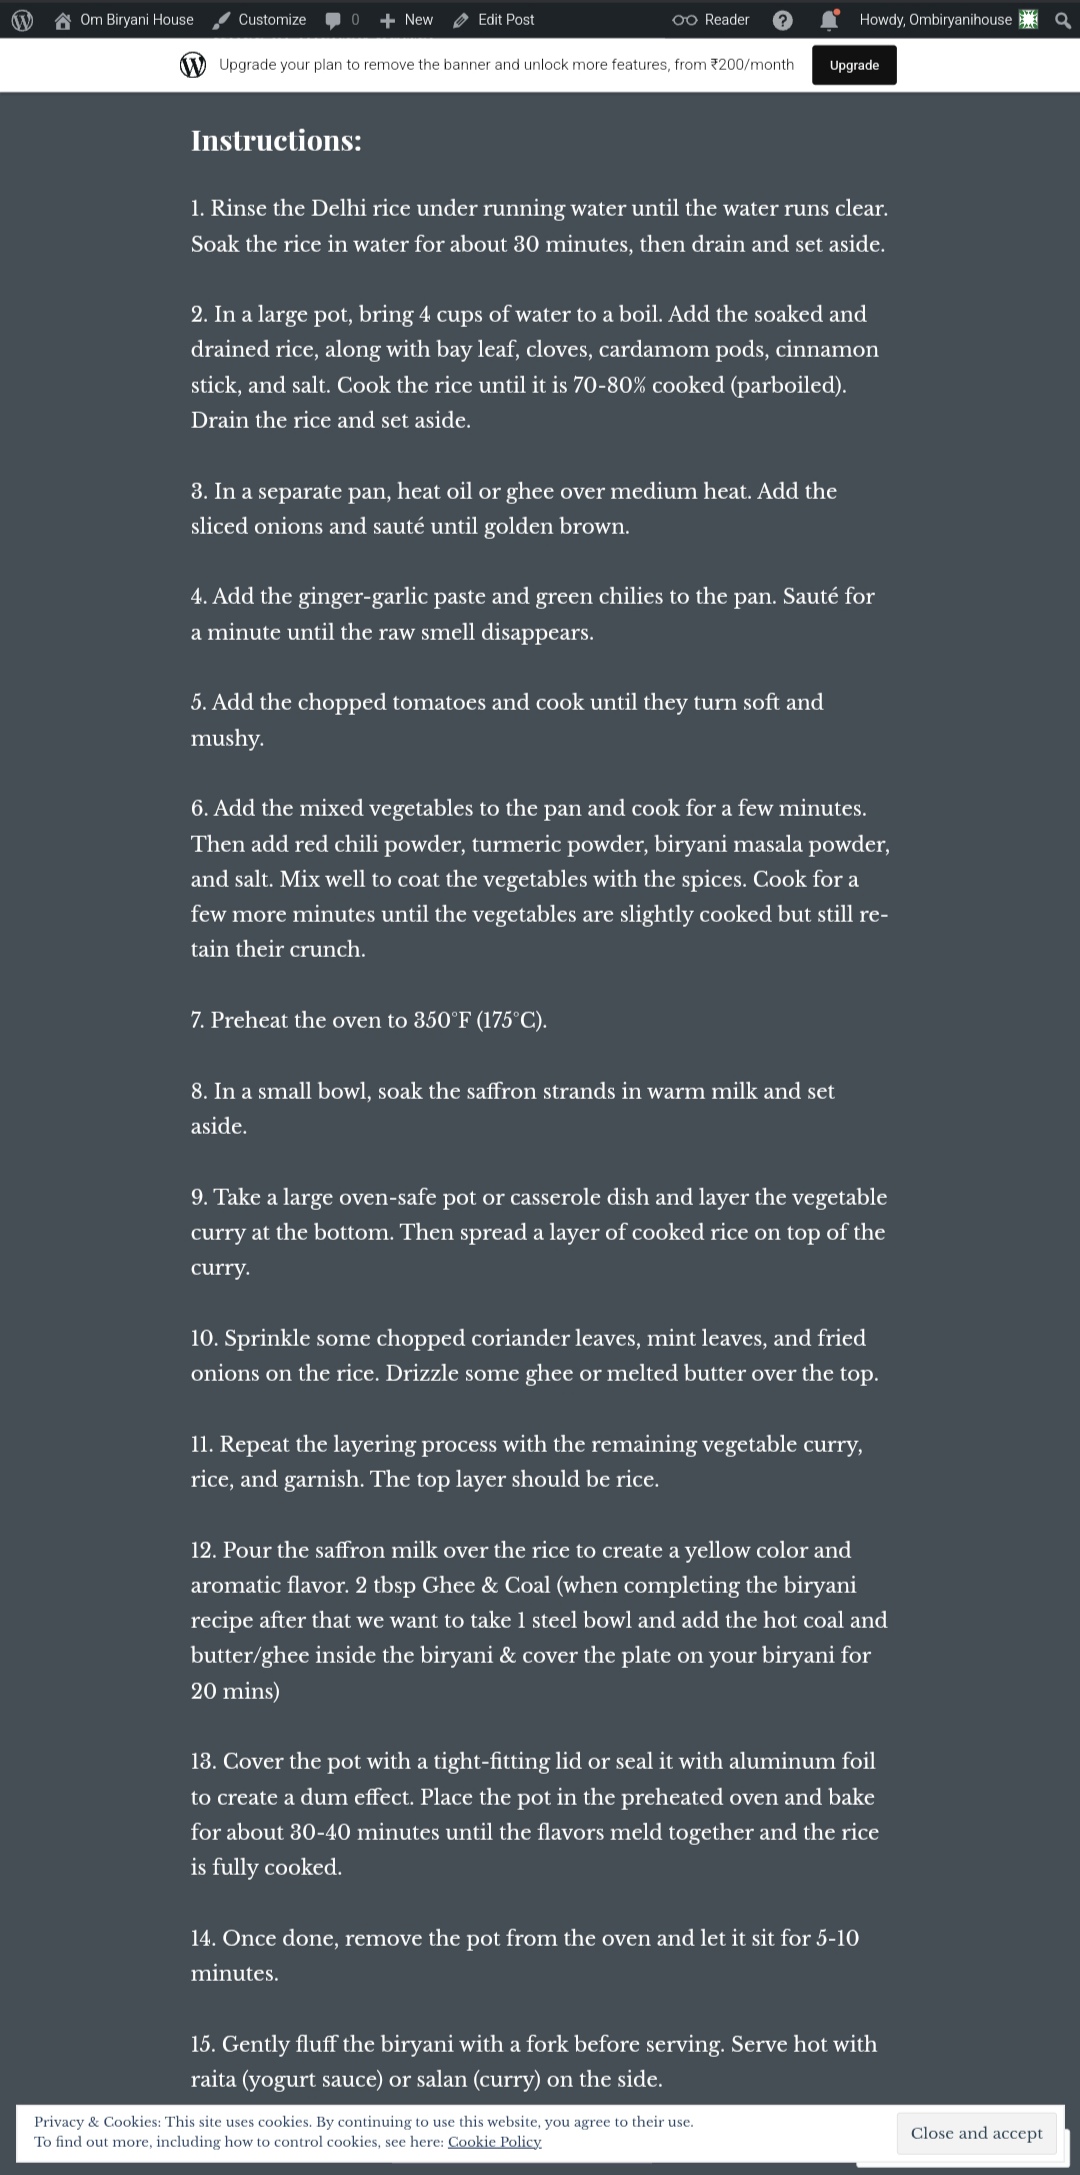 Om Biryani House Customize 0 New Edit Post Reader Howdy, Ombiryanihouse
Upgrade your plan to remove the banner and unlock more features, from ₹200/month Upgrade
Instructions:
1. Rinse the Delhi rice under running water until the water runs clear.
Soak the rice in water for about 30 minutes, then drain and set aside.
2. In a large pot, bring 4 cups of water to a boil. Add the soaked and
drained rice, along with bay leaf, cloves, cardamom pods, cinnamon
stick, and salt. Cook the rice until it is 70-80% cooked (parboiled).
Drain the rice and set aside.
3. In a separate pan, heat oil or ghee over medium heat. Add the
sliced onions and sauté until golden brown.
4. Add the ginger-garlic paste and green chilies to the pan. Sauté for
a minute until the raw smell disappears.
5. Add the chopped tomatoes and cook until they turn soft and
mushy.
6. Add the mixed vegetables to the pan and cook for a few minutes.
Then add red chili powder, turmeric powder, biryani masala powder,
and salt. Mix well to coat the vegetables with the spices. Cook for a
few more minutes until the vegetables are slightly cooked but still re-
tain their crunch.
7. Preheat the oven to 350°F (175°C).
8. In a small bowl, soak the saffron strands in warm milk and set
aside.
9. Take a large oven-safe pot or casserole dish and layer the vegetable
curry at the bottom. Then spread a layer of cooked rice on top of the
curry.
10. Sprinkle some chopped coriander leaves, mint leaves, and fried
onions on the rice. Drizzle some ghee or melted butter over the top.
11. Repeat the layering process with the remaining vegetable curry,
rice, and garnish. The top layer should be rice.
12. Pour the saffron milk over the rice to create a yellow color and
aromatic flavor. 2 tbsp Ghee & Coal (when completing the biryani
recipe after that we want to take 1 steel bowl and add the hot coal and
butter/ghee inside the biryani & cover the plate on your biryani for
20 mins)
13. Cover the pot with a tight-fitting lid or seal it with aluminum foil
to create a dum effect. Place the pot in the preheated oven and bake
for about 30-40 minutes until the flavors meld together and the rice
is fully cooked.
14. Once done, remove the pot from the oven and let it sit for 5-10
minutes.
15. Gently fluff the biryani with a fork before serving. Serve hot with
raita (yogurt sauce) or salan (curry) on the side.
Privacy & Cookies: This site uses cookies. By continuing to use this website, you agree to their use.
To find out more, including how to control cookies, see here: Cookie Policy
Close and accept